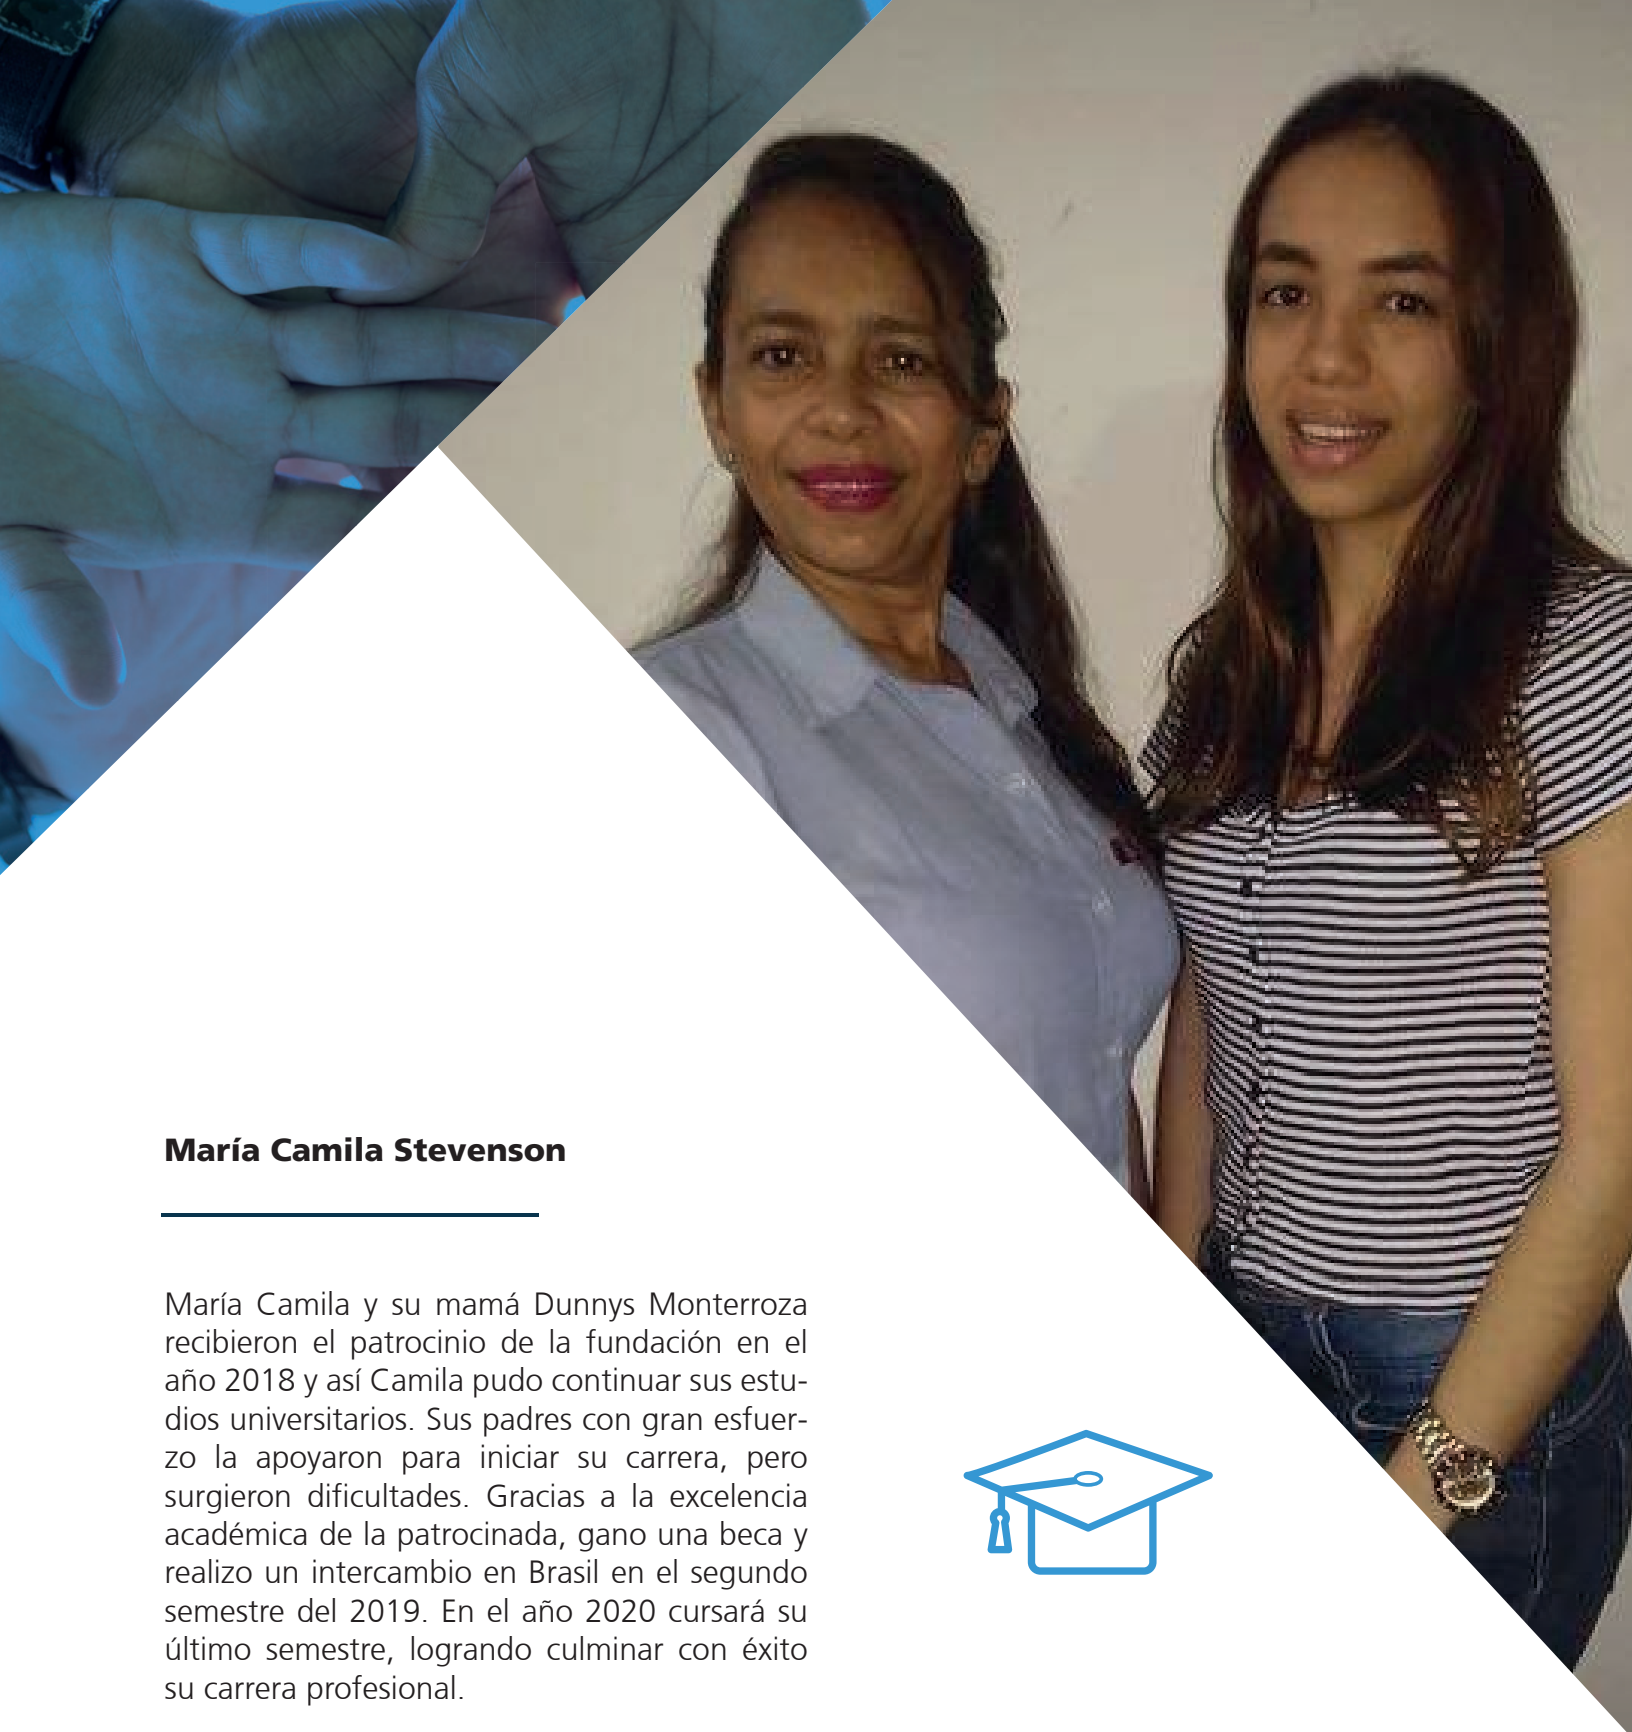 María Camila Stevenson
María Camila y su mamá Dunnys Monterroza
recibieron el patrocinio de la fundación en el
año 2018 y así Camila pudo continuar sus estu-
dios universitarios. Sus padres con gran esfuer-
zo la apoyaron para iniciar su carrera, pero
surgieron dificultades. Gracias a la excelencia
académica de la patrocinada, gano una beca y
realizo un intercambio en Brasil en el segundo
semestre del 2019. En el año 2020 cursará su
último semestre, logrando culminar con éxito
su carrera profesional.